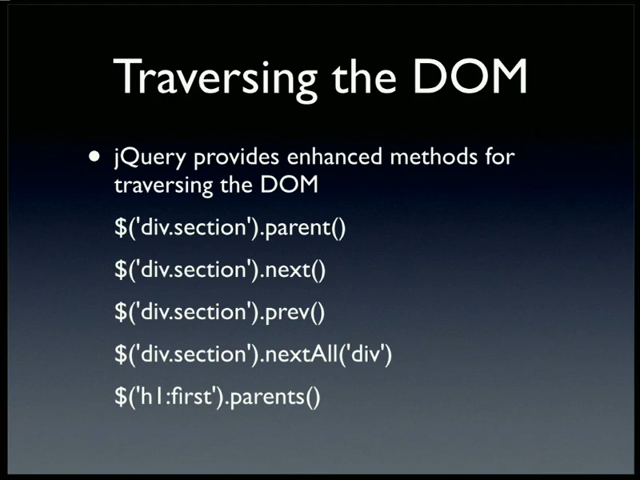 Traversing the DOM
• jQuery provides enhanced methods for
traversing the DOM
$('div.section').parent()
$('div.section').next()
$('div.section').prev()
$('div.section').nextAll('div')
$('h1:first').parents()